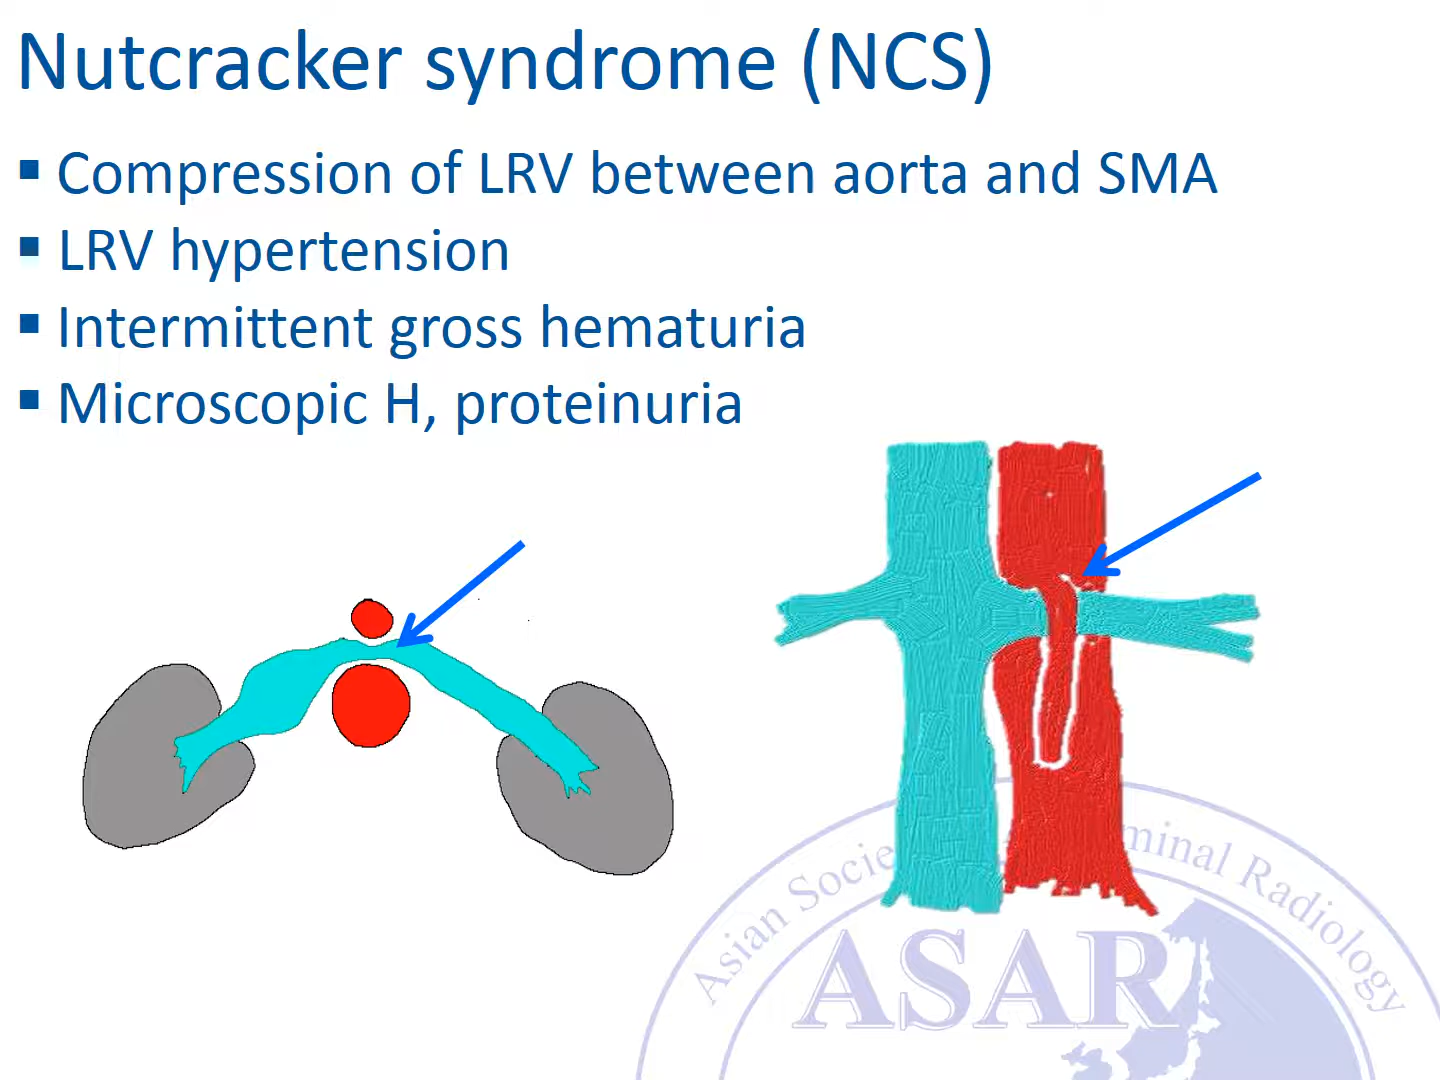 Nutcracker syndrome (NCS)
▪ Compression of LRV between aorta and SMA
▪ LRV hypertension
▪ Intermittent gross hematuria
▪ Microscopic H, proteinuria
Asian Socie minal Radiology
ASAR